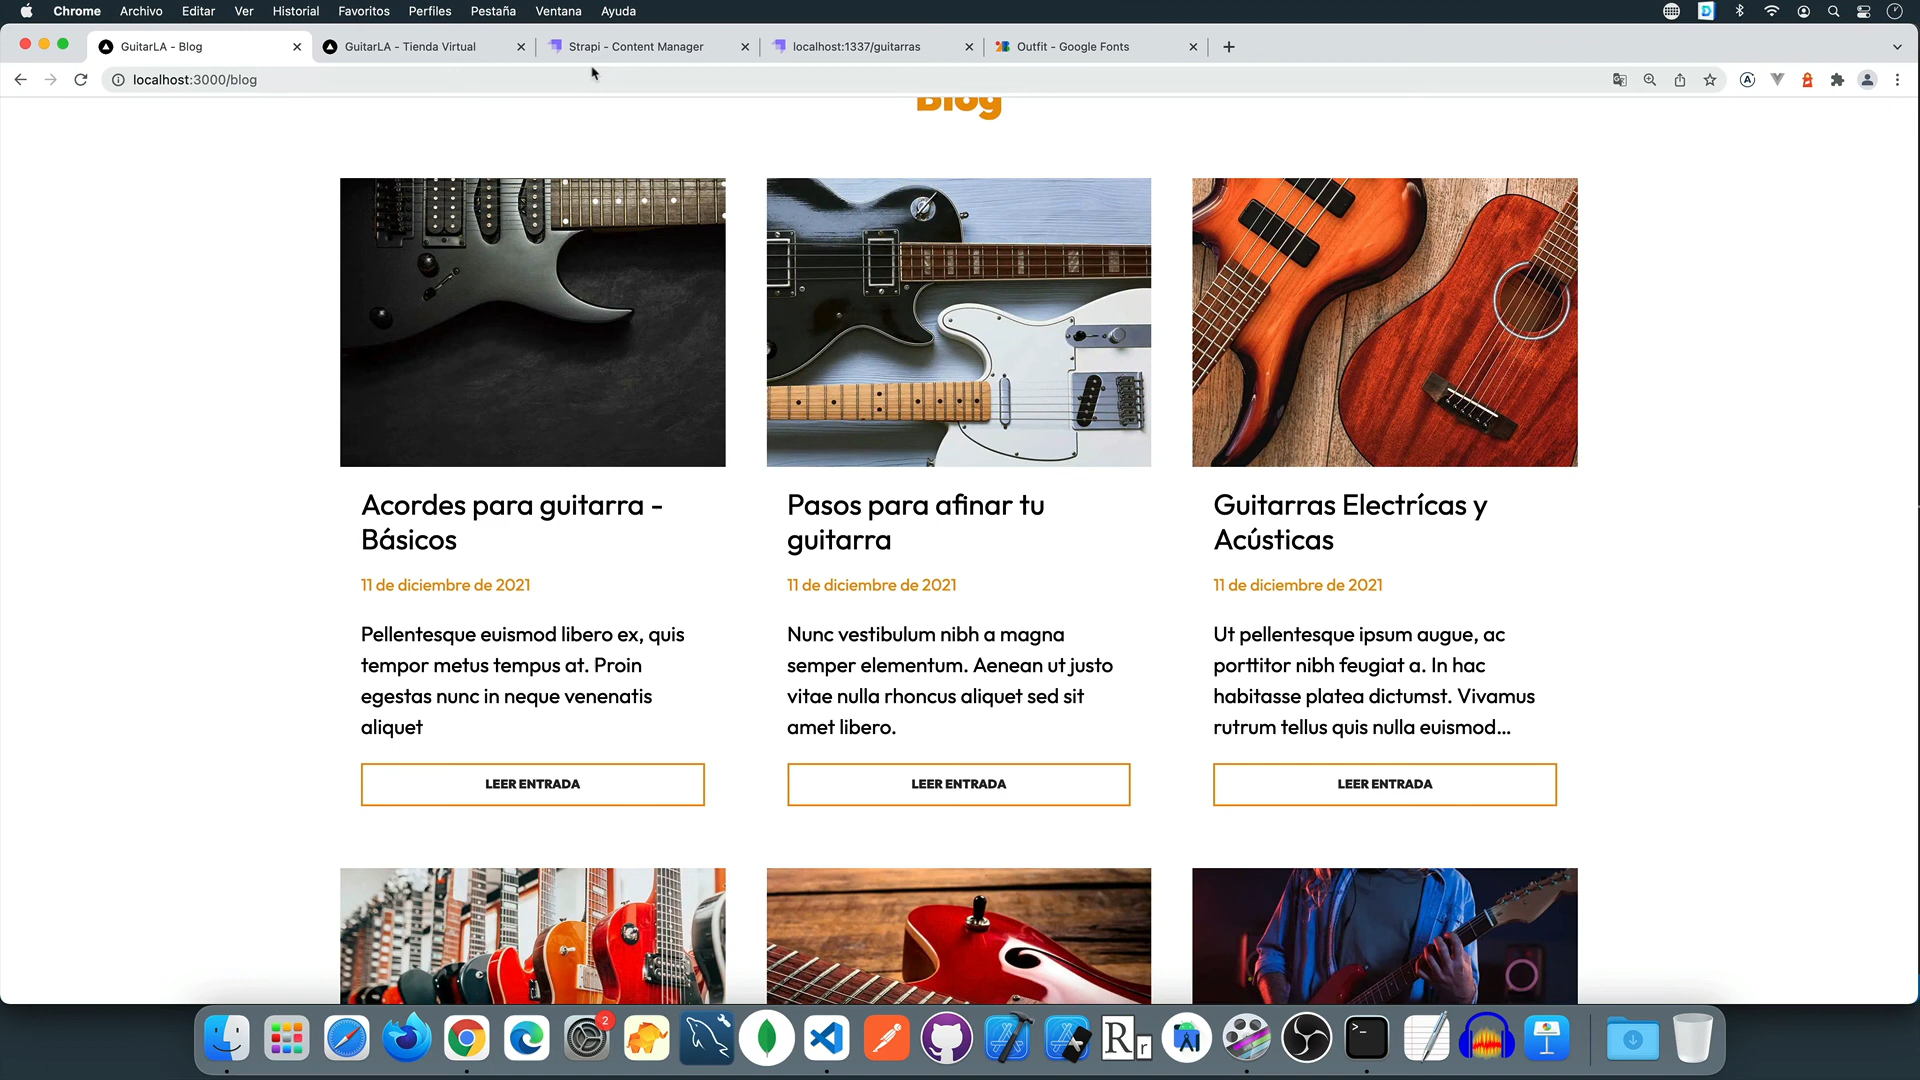 Chrome Archivo Editar Ver Historial Favoritos Perfiles Pestaña Ventana Ayuda
GuitarLA - Blog
GuitarLA - Tienda Virtual
Strapi - Content Manager
localhost:1337/guitarras
Outfit - Google Fonts
localhost:3000/blog
Blog
Acordes para guitarra -
Básicos
11 de diciembre de 2021
Pellentesque euismod libero ex, quis
tempor metus tempus at. Proin
egestas nunc in neque venenatis
aliquet
LEER ENTRADA
Pasos para afinar tu
guitarra
11 de diciembre de 2021
Nunc vestibulum nibh a magna
semper elementum. Aenean ut justo
vitae nulla rhoncus aliquet sed sit
amet libero.
LEER ENTRADA
Guitarras Electrícas y
Acústicas
11 de diciembre de 2021
Ut pellentesque ipsum augue, ac
porttitor nibh feugiat a. In hac
habitasse platea dictumst. Vivamus
rutrum tellus quis nulla euismod...
LEER ENTRADA
2